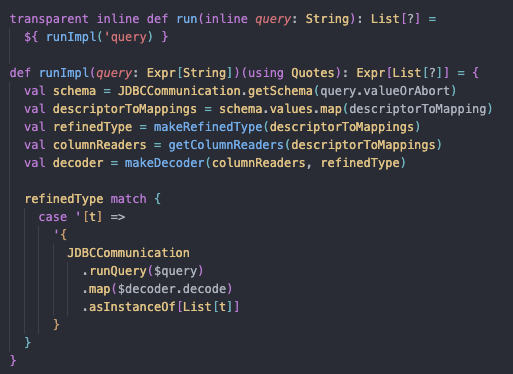 transparent inline def run(inline query: String): List[?] =
  ${ runImpl('query) }

def runImpl(query: Expr[String])(using Quotes): Expr[List[?]] = {
  val schema = JDBCCommunication.getSchema(query.valueOrAbort)
  val descriptorToMappings = schema.values.map(descriptorToMapping)
  val refinedType = makeRefinedType(descriptorToMappings)
  val columnReaders = getColumnReaders(descriptorToMappings)
  val decoder = makeDecoder(columnReaders, refinedType)

  refinedType match {
    case '[t] =>
      '{
        JDBCCommunication
          .runQuery($query)
          .map($decoder.decode)
          .asInstanceOf[List[t]]
      }
  }
}